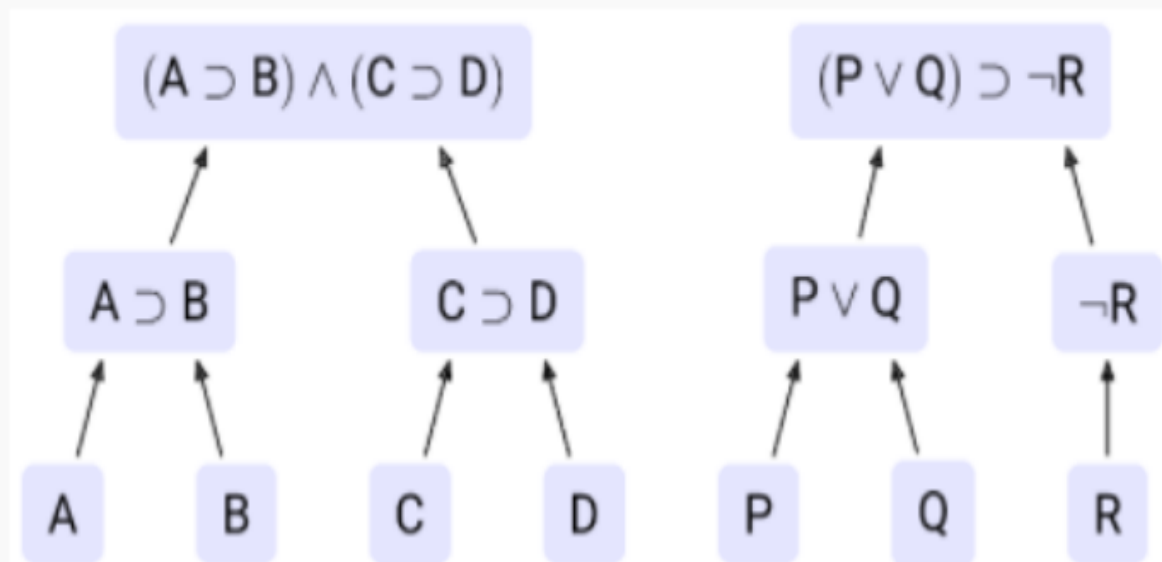 (A ⊃ B) ∧ (C ⊃ D) (P ∨ Q) ⊃ ¬R
A ⊃ B C ⊃ D P ∨ Q ¬R
A B C D P Q R